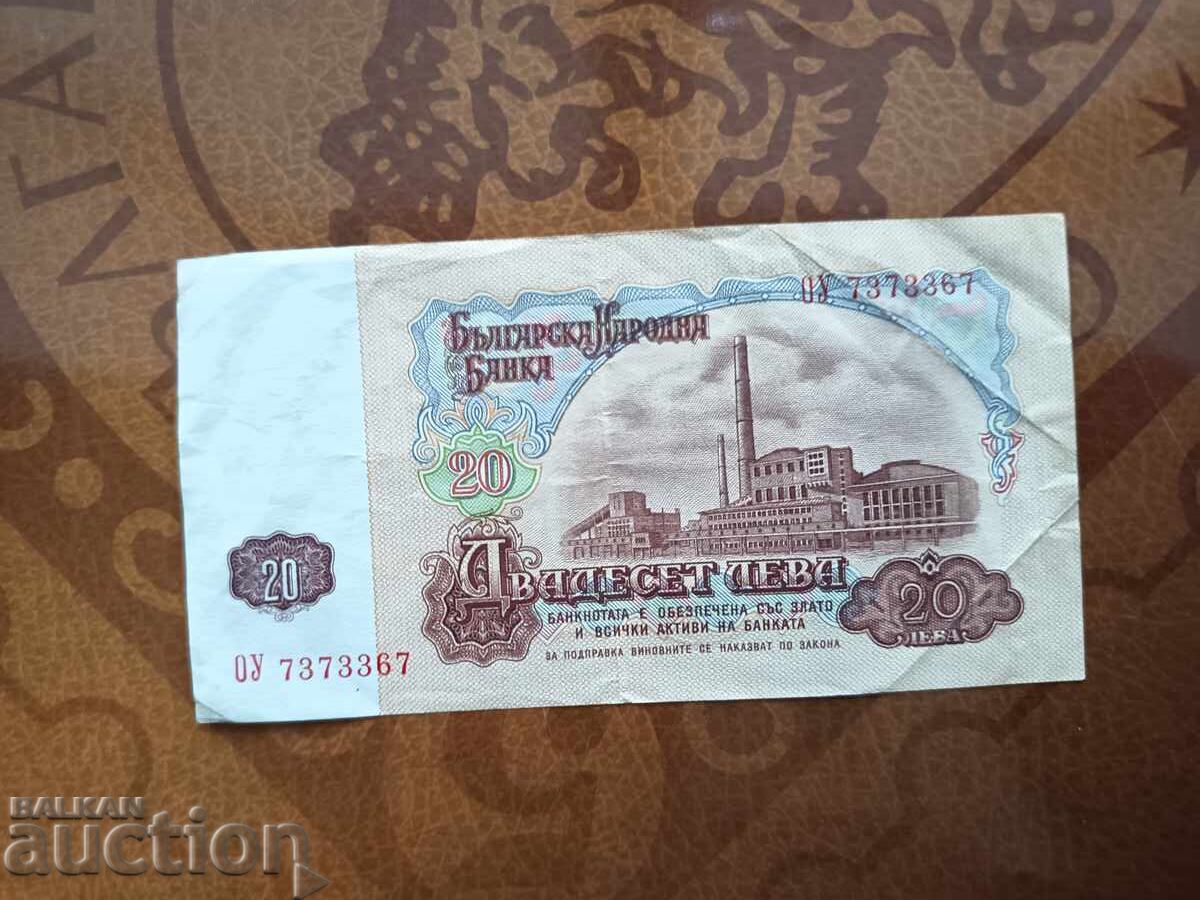 ОУ 7373367
Българска Народна
Банка
20
Двадесет лева
20
БАНКНОТАТА Е ОБЕЗПЕЧЕНА СЪС ЗЛАТО
И ВСИЧКИ АКТИВИ НА БАНКАТА
20
ЛЕВА
ЗА ПОДПРАВКА ВИНОВНИТЕ СЕ НАКАЗВАТ ПО ЗАКОНА
ОУ 7373367
BALKAN
auction